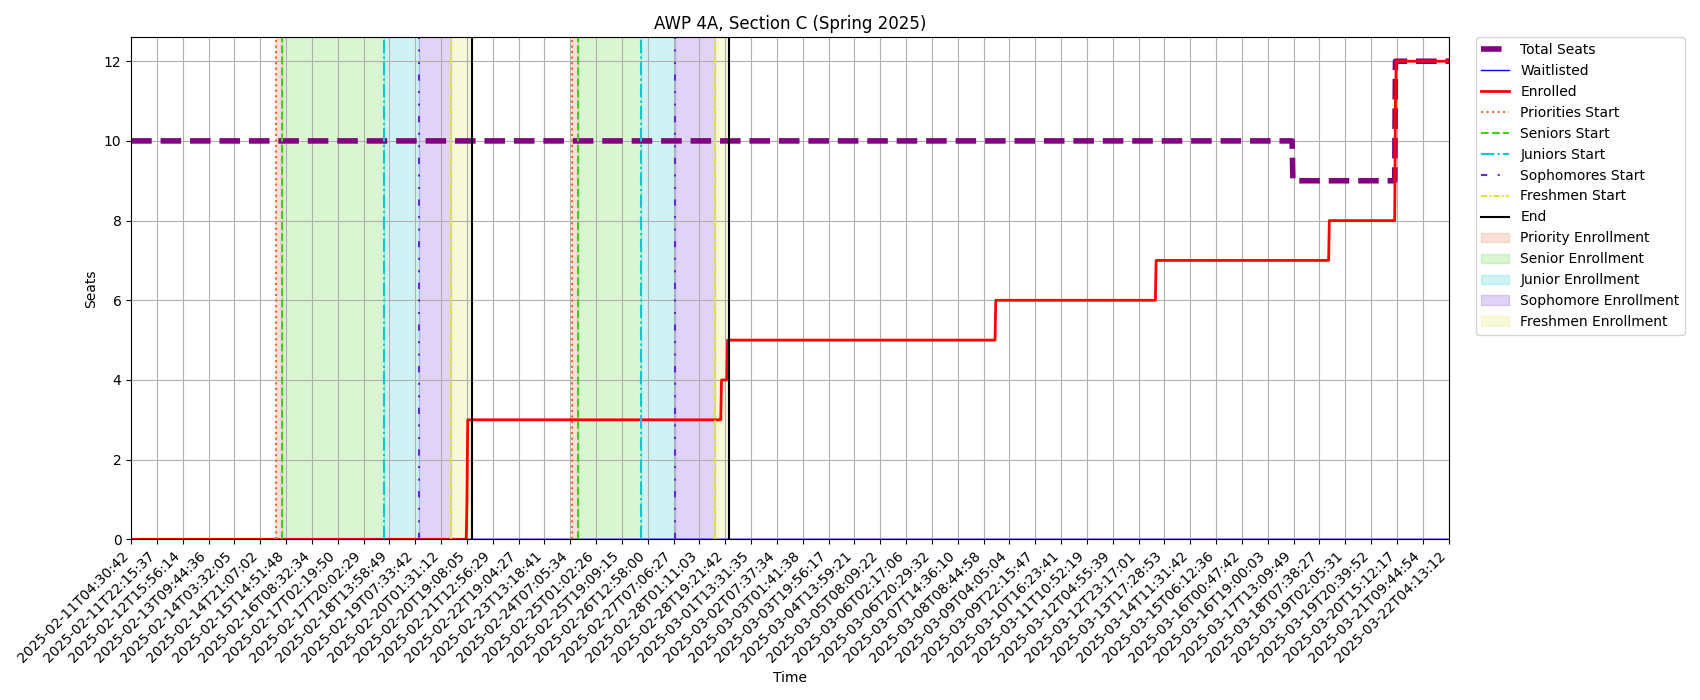 AWP 4A, Section C (Spring 2025)
Total Seats
Waitlisted
Enrolled
Priorities Start
Seniors Start
Juniors Start
Sophomores Start
Freshmen Start
End
Priority Enrollment
Senior Enrollment
Junior Enrollment
Sophomore Enrollment
Freshmen Enrollment
Seats
12
10
8
6
4
2
0
2025-02-11T04:30:42
2025-02-11T22:15:37
2025-02-12T15:56:14
2025-02-13T09:44:36
2025-02-14T03:32:05
2025-02-14T21:07:02
2025-02-15T14:51:48
2025-02-16T08:32:34
2025-02-17T02:19:50
2025-02-17T20:02:29
2025-02-18T13:58:49
2025-02-19T07:33:42
2025-02-20T01:31:12
2025-02-20T19:08:05
2025-02-21T12:56:29
2025-02-22T19:04:27
2025-02-23T13:18:41
2025-02-24T07:05:34
2025-02-25T01:02:26
2025-02-25T19:09:15
2025-02-26T12:58:00
2025-02-27T07:06:27
2025-02-28T01:11:03
2025-02-28T19:21:42
2025-03-01T13:31:35
2025-03-02T07:37:34
2025-03-03T01:41:38
2025-03-03T19:56:17
2025-03-04T13:59:21
2025-03-05T08:09:22
2025-03-06T02:17:06
2025-03-06T20:29:32
2025-03-07T14:36:10
2025-03-08T08:44:58
2025-03-09T04:05:04
2025-03-09T22:15:47
2025-03-10T16:23:41
2025-03-11T10:52:19
2025-03-12T04:55:39
2025-03-12T23:17:01
2025-03-13T17:28:53
2025-03-14T11:31:42
2025-03-15T06:12:36
2025-03-16T00:47:42
2025-03-16T19:00:03
2025-03-17T13:09:49
2025-03-18T07:38:27
2025-03-19T02:05:31
2025-03-19T20:39:52
2025-03-20T15:12:17
2025-03-21T09:44:54
2025-03-22T04:13:12
Time